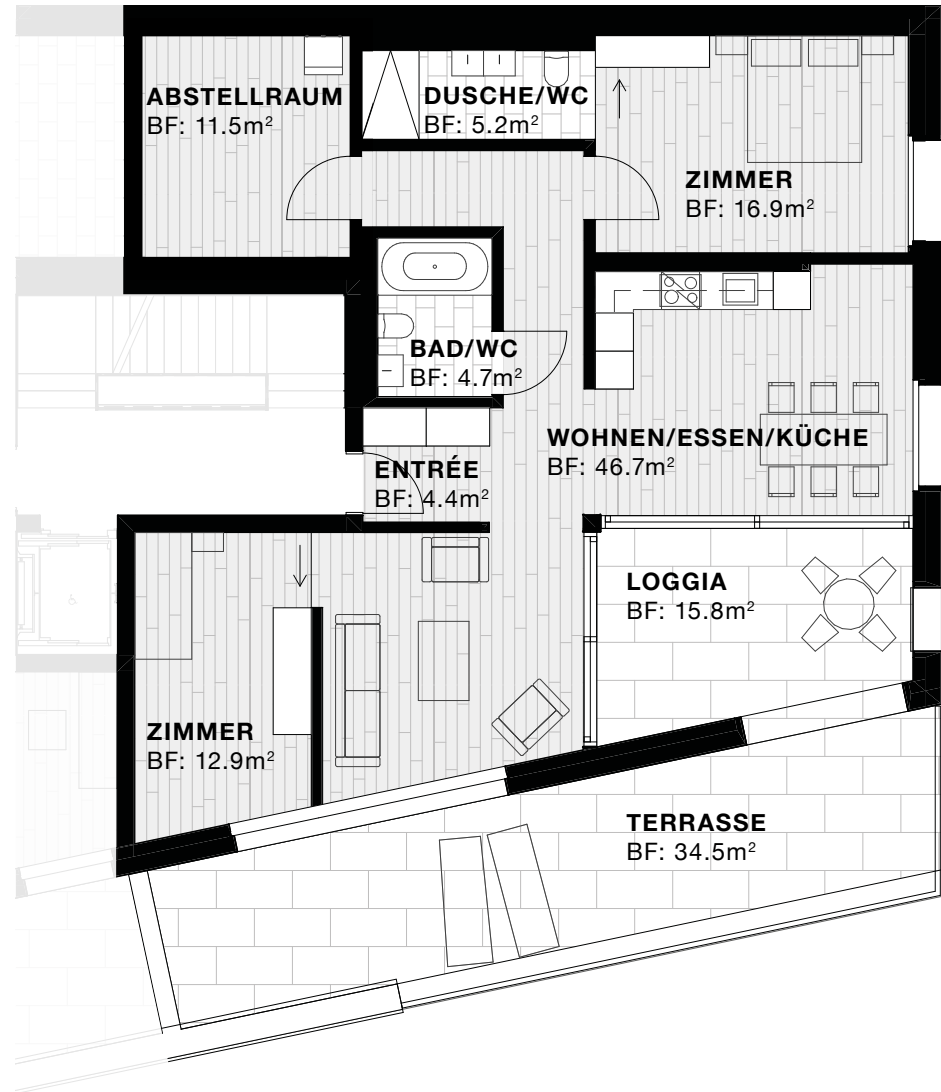 ABSTELLRAUM
BF: 11.5m²
DUSCHE/WC
BF: 5.2m²
ZIMMER
BF: 16.9m²
BAD/WC
BF: 4.7m²
WOHNEN/ESSEN/KÜCHE
BF: 46.7m²
ENTRÉE
BF: 4.4m²
LOGGIA
BF: 15.8m²
ZIMMER
BF: 12.9m²
TERRASSE
BF: 34.5m²